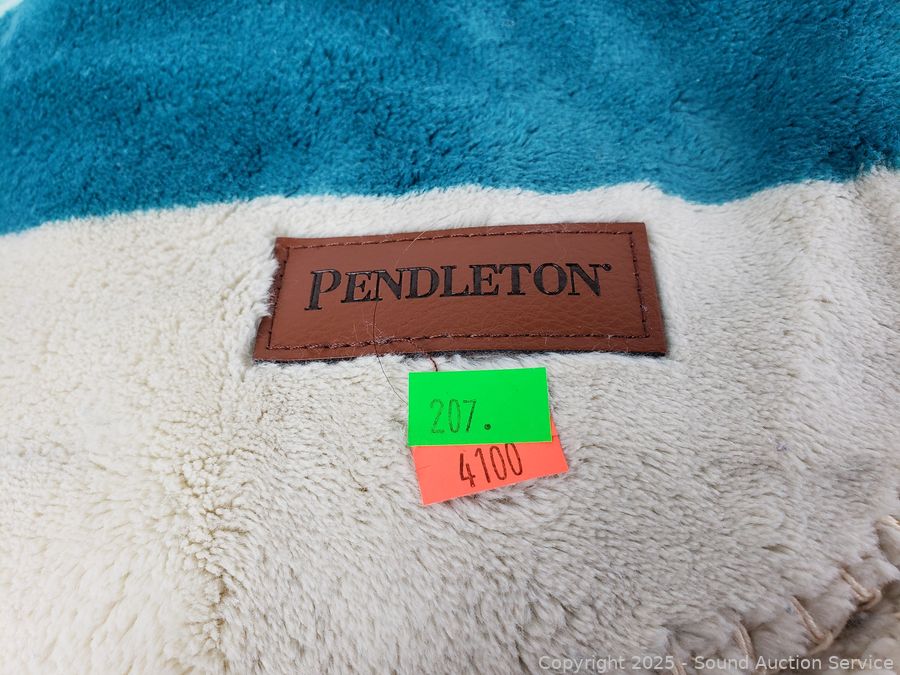 PENDLETON®
207.
4100
Copyright 2025 - Sound Auction Service